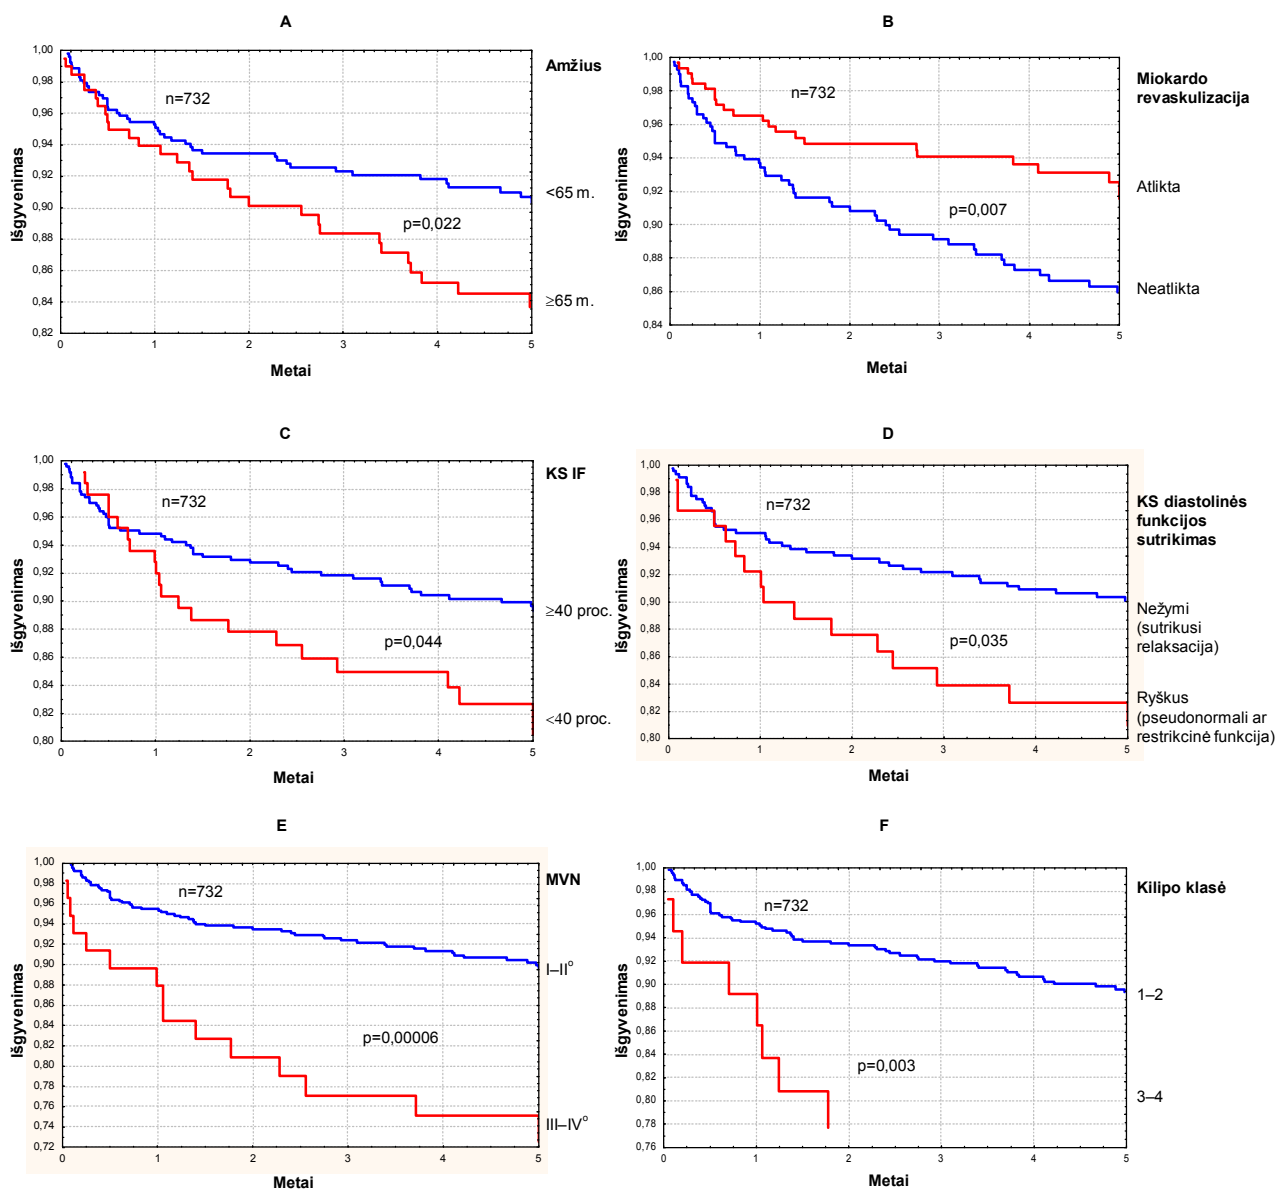 A
Išgyvenimas
1,00
0,98
0,96
0,94
0,92
0,90
0,88
0,86
0,84
0,82
0
1
2
3
4
5
Metai
n=732
p=0,022
Amžius
<65 m.
≥65 m.
B
Išgyvenimas
1,00
0,98
0,96
0,94
0,92
0,90
0,88
0,86
0,84
0
1
2
3
4
5
Metai
n=732
p=0,007
Miokardo
revaskulizacija
Atlikta
Neatlikta
C
Išgyvenimas
1,00
0,98
0,96
0,94
0,92
0,90
0,88
0,86
0,84
0,82
0,80
0
1
2
3
4
5
Metai
n=732
p=0,044
KS IF
≥40 proc.
<40 proc.
D
Išgyvenimas
1,00
0,98
0,96
0,94
0,92
0,90
0,88
0,86
0,84
0,82
0,80
0
1
2
3
4
5
Metai
n=732
p=0,035
KS diastolinės
funkcijos
sutrikimas
Nežymi
(sutrikusi
relaksacija)
Ryškus
(pseudonormali ar
restrikcinė funkcija)
E
Išgyvenimas
1,00
0,98
0,96
0,94
0,92
0,90
0,88
0,86
0,84
0,82
0,80
0,78
0,76
0,74
0,72
0
1
2
3
4
5
Metai
n=732
p=0,00006
MVN
I–IIº
III–IVº
F
Išgyvenimas
1,00
0,98
0,96
0,94
0,92
0,90
0,88
0,86
0,84
0,82
0,80
0,78
0,76
0
1
2
3
4
5
Metai
n=732
p=0,003
Kilipo klasė
1–2
3–4